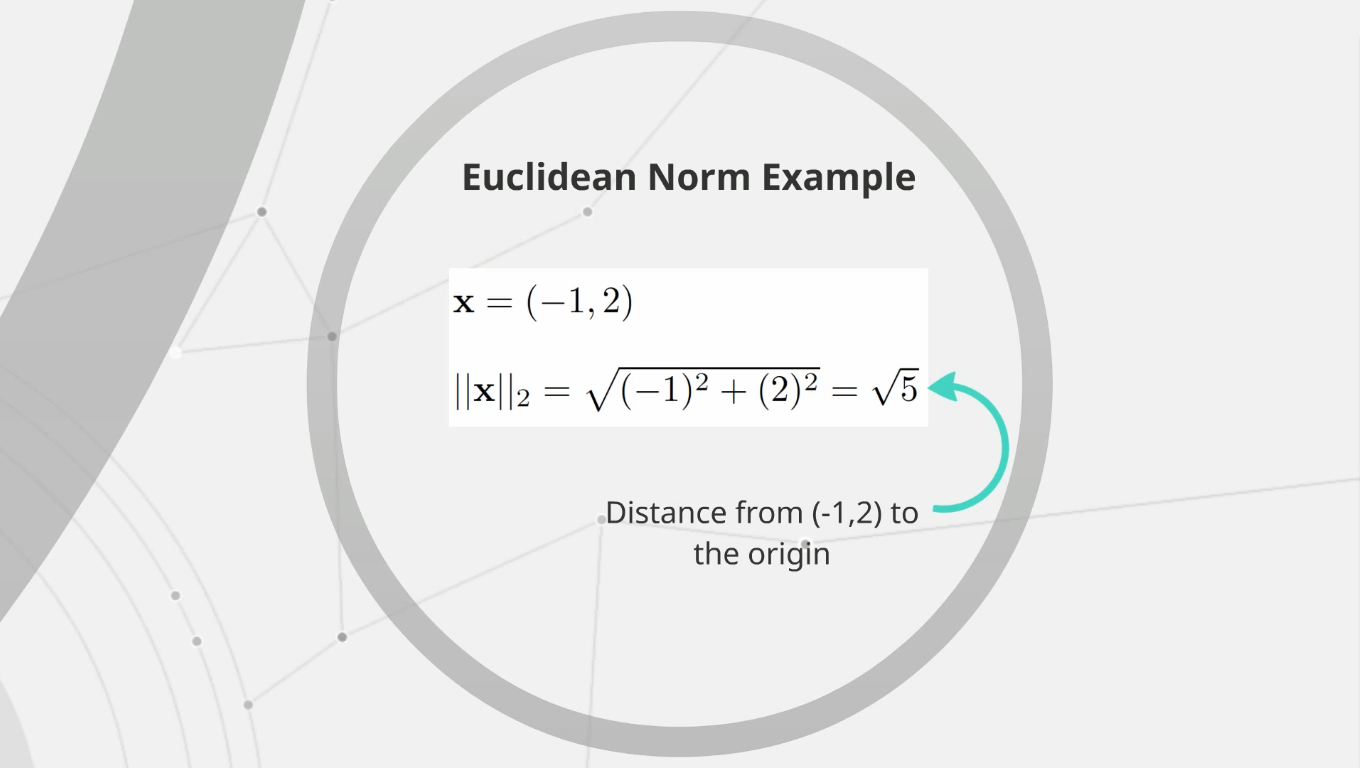 Euclidean Norm Example
x = (−1, 2)
||x||₂ = √((−1)² + (2)²) = √5
Distance from (-1,2) to
the origin